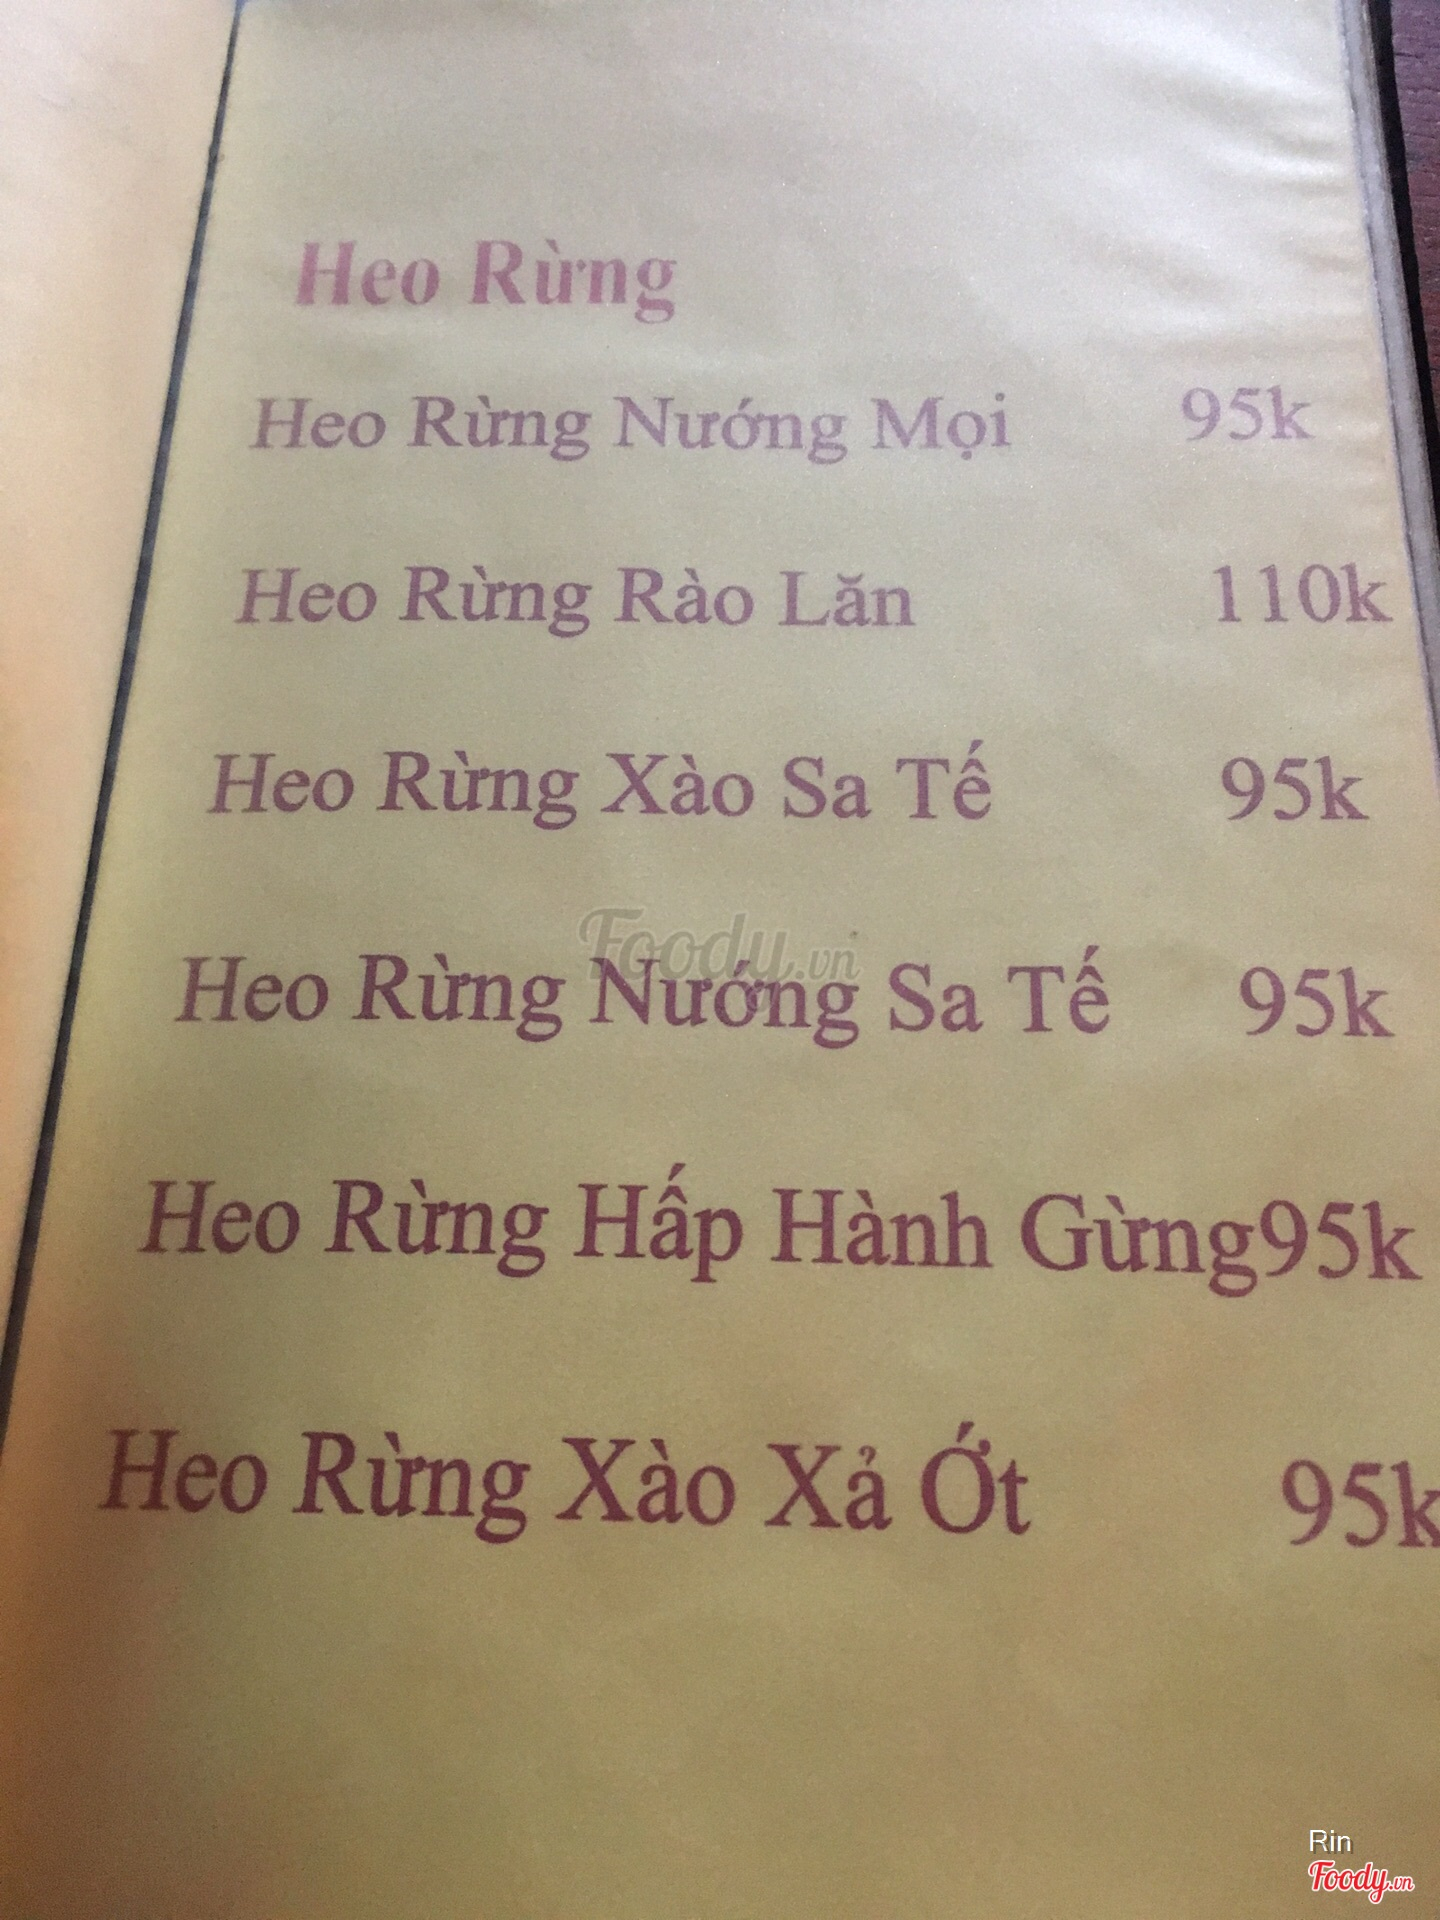 Heo Rừng
Heo Rừng Nướng Mọi 95k
Heo Rừng Rào Lăn 110k
Heo Rừng Xào Sa Tế 95k
Foody.vn
Heo Rừng Nướng Sa Tế 95k
Heo Rừng Hấp Hành Gừng95k
Heo Rừng Xào Xả Ớt 95k
Rin
Foody.vn